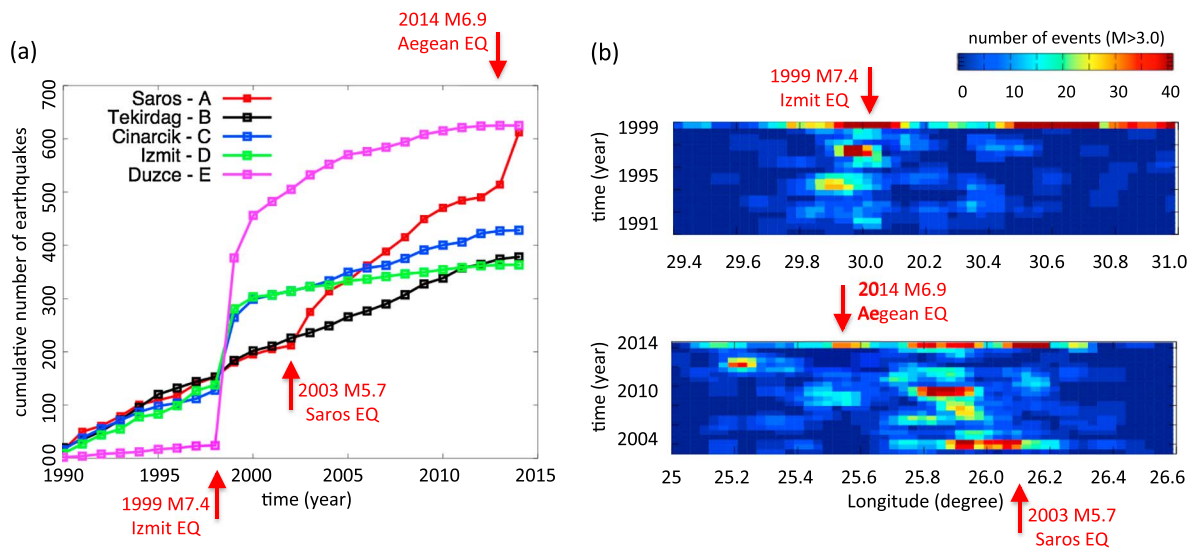 (a)
2014 M6.9
Aegean EQ
700
600
500
400
300
200
100
00
cumulative number of earthquakes
Saros - A
Tekirdag - B
Cinarcik - C
Izmit - D
Duzce - E
2003 M5.7
Saros EQ
1990 1995 2000 2005 2010 2015
time (year)
1999 M7.4
Izmit EQ
(b)
number of events (M>3.0)
0 10 20 30 40
1999 M7.4
Izmit EQ
time (year)
1999
1995
1991
29.4 29.6 29.8 30.0 30.4 30.6 30.8 31.0
2014 M6.9
Aegean EQ
time (year)
2014
2010
2004
25 25.2 25.4 25.6 25.8 26.0 26.2 26.4 26.6
Longitude (degree)
2003 M5.7
Saros EQ